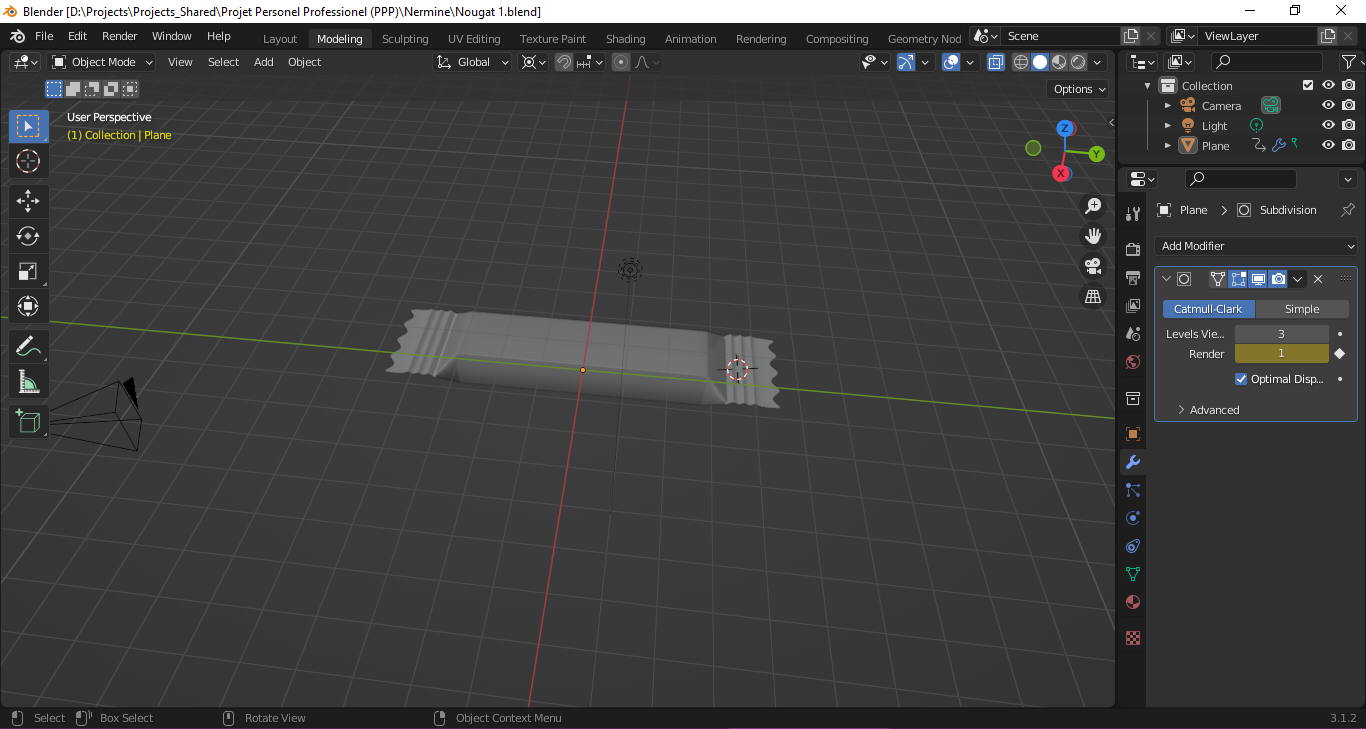 Blender [D:\Projects\Projects_Shared\Projet Personel Professionel (PPP)\Nermine\Nougat 1.blend]
File Edit Render Window Help Layout Modeling Sculpting UV Editing Texture Paint Shading Animation Rendering Compositing Geometry Nod Scene ViewLayer
Object Mode View Select Add Object Global
Options
User Perspective
(1) Collection | Plane
Z
Y
X
Collection
Camera
Light
Plane
Plane > Subdivision
Add Modifier
Catmull-Clark Simple
Levels Vie... 3
Render 1
Optimal Disp...
Advanced
Select Box Select Rotate View Object Context Menu 3.1.2